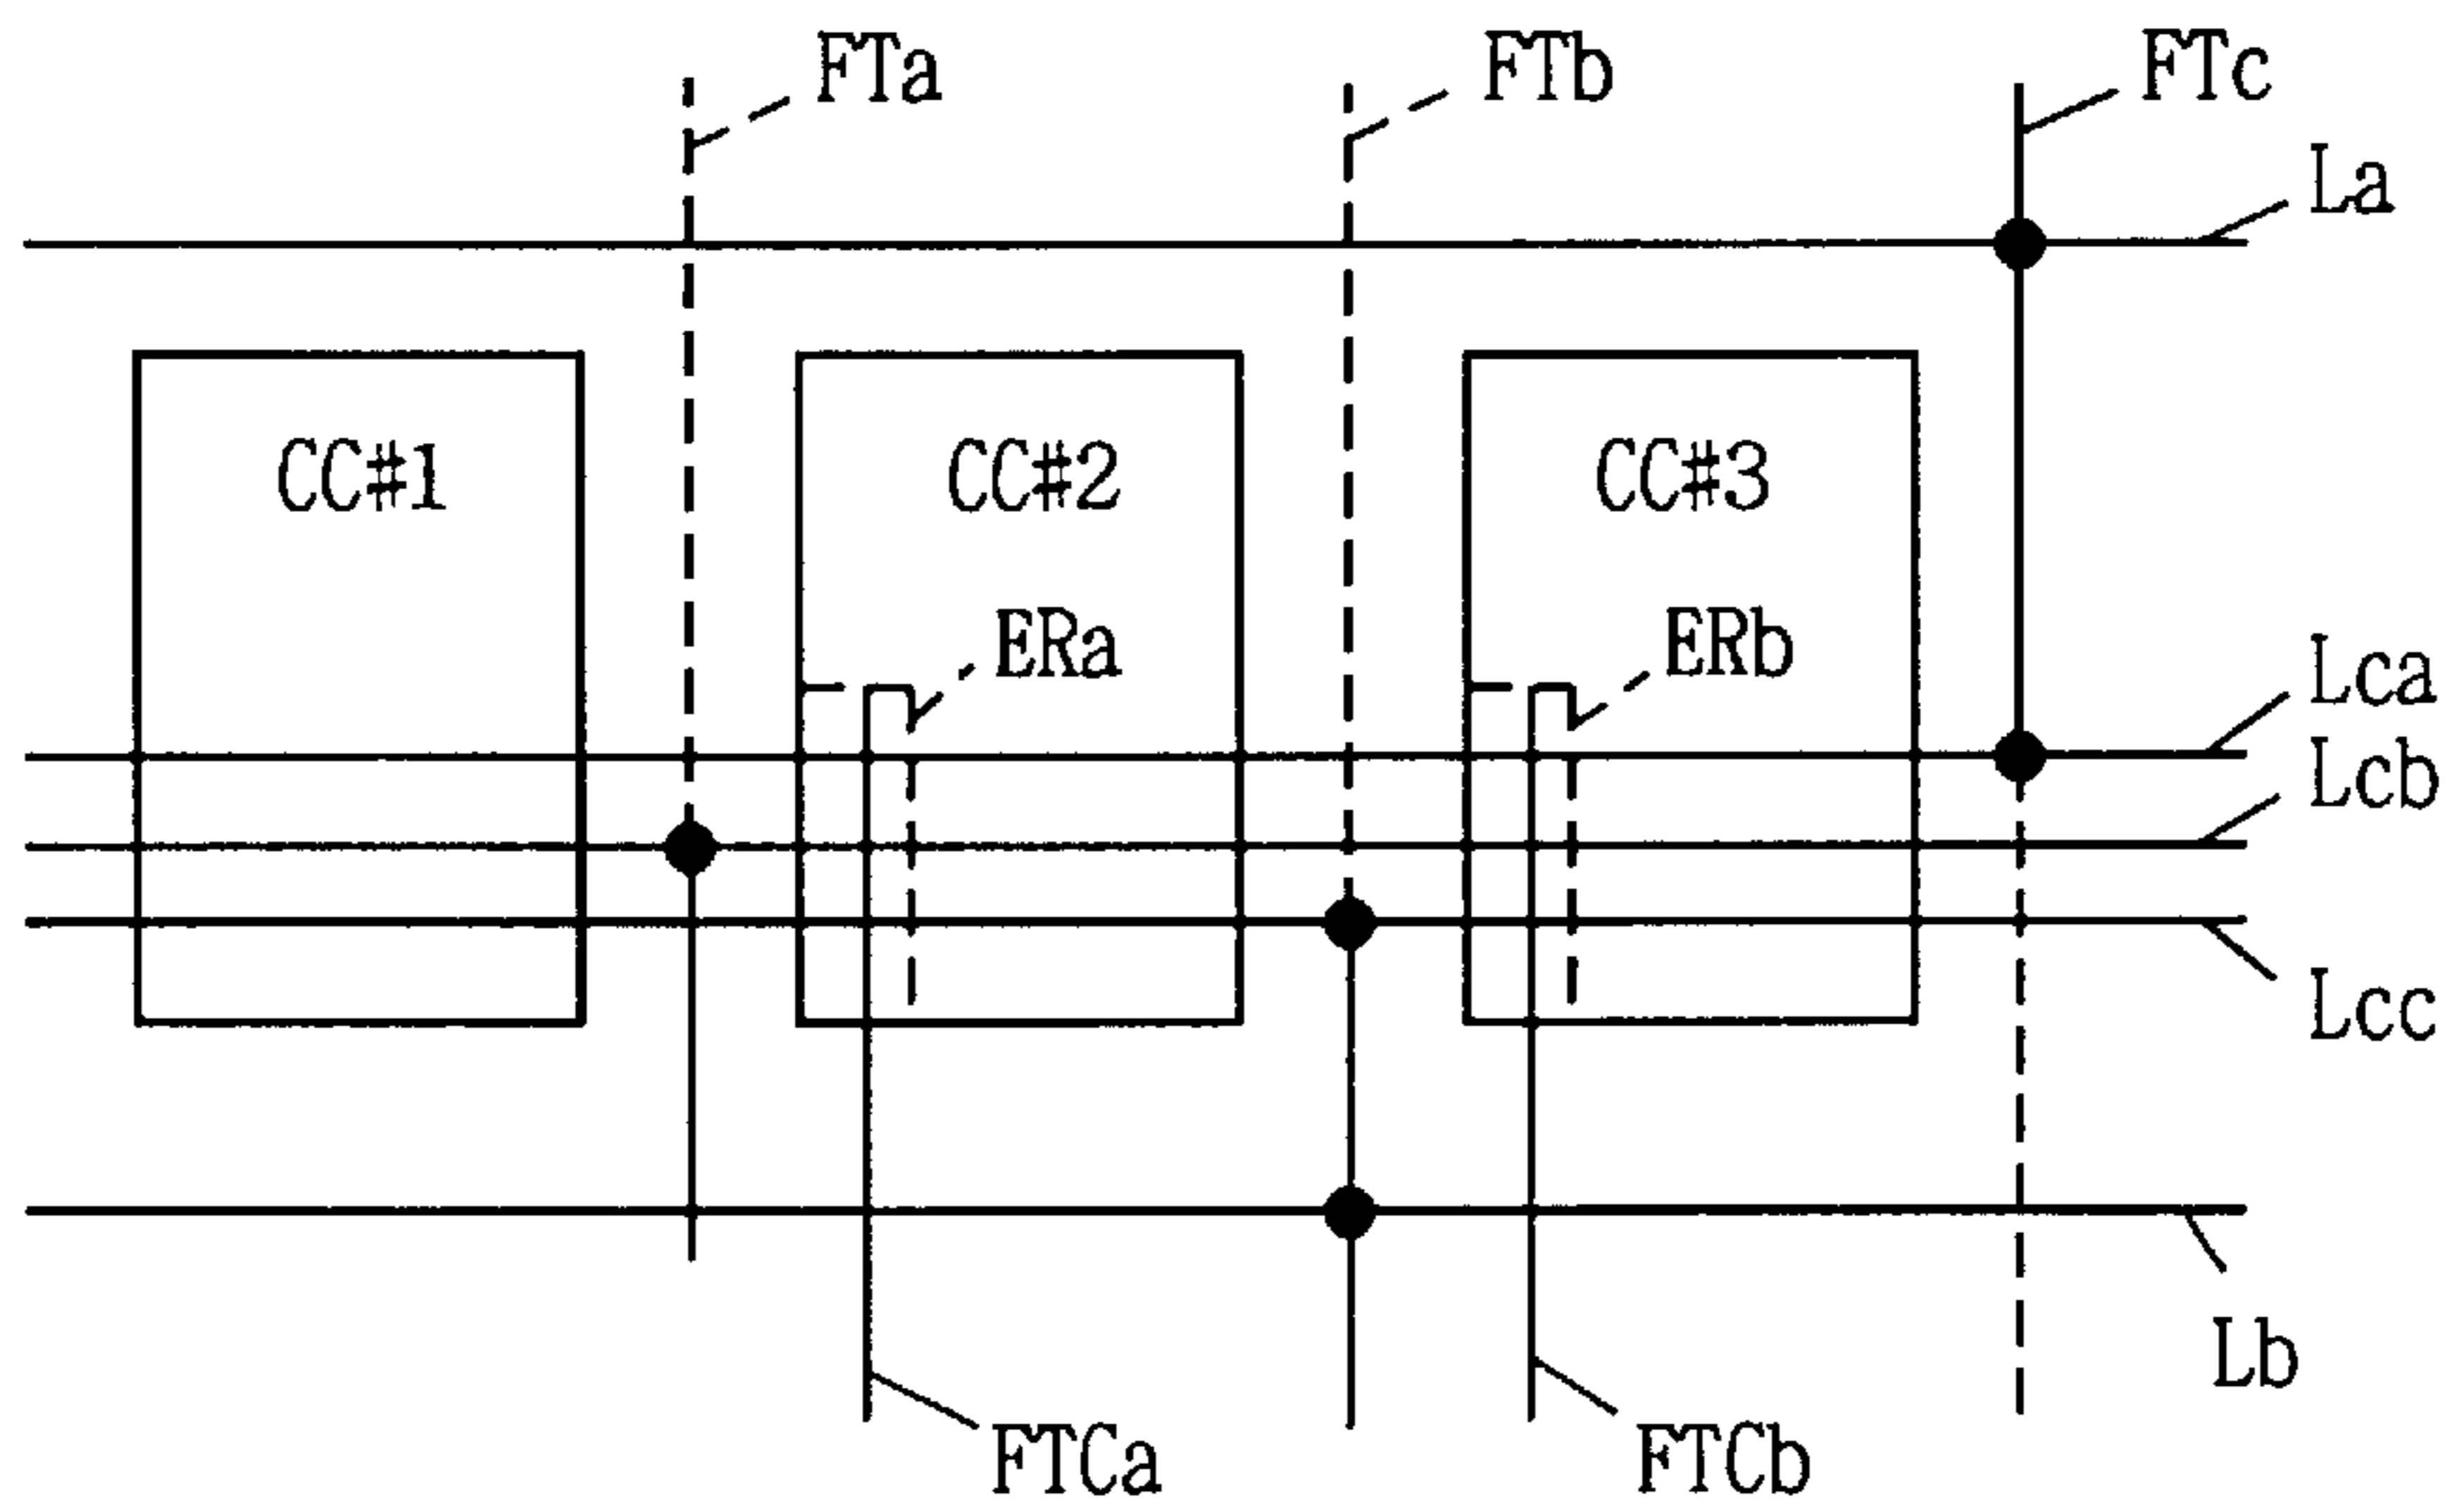 FTa
FTb
FTc
La
CC#1
CC#2
CC#3
ERa
ERb
Lca
Lcb
Lcc
Lb
FTCa
FTCb